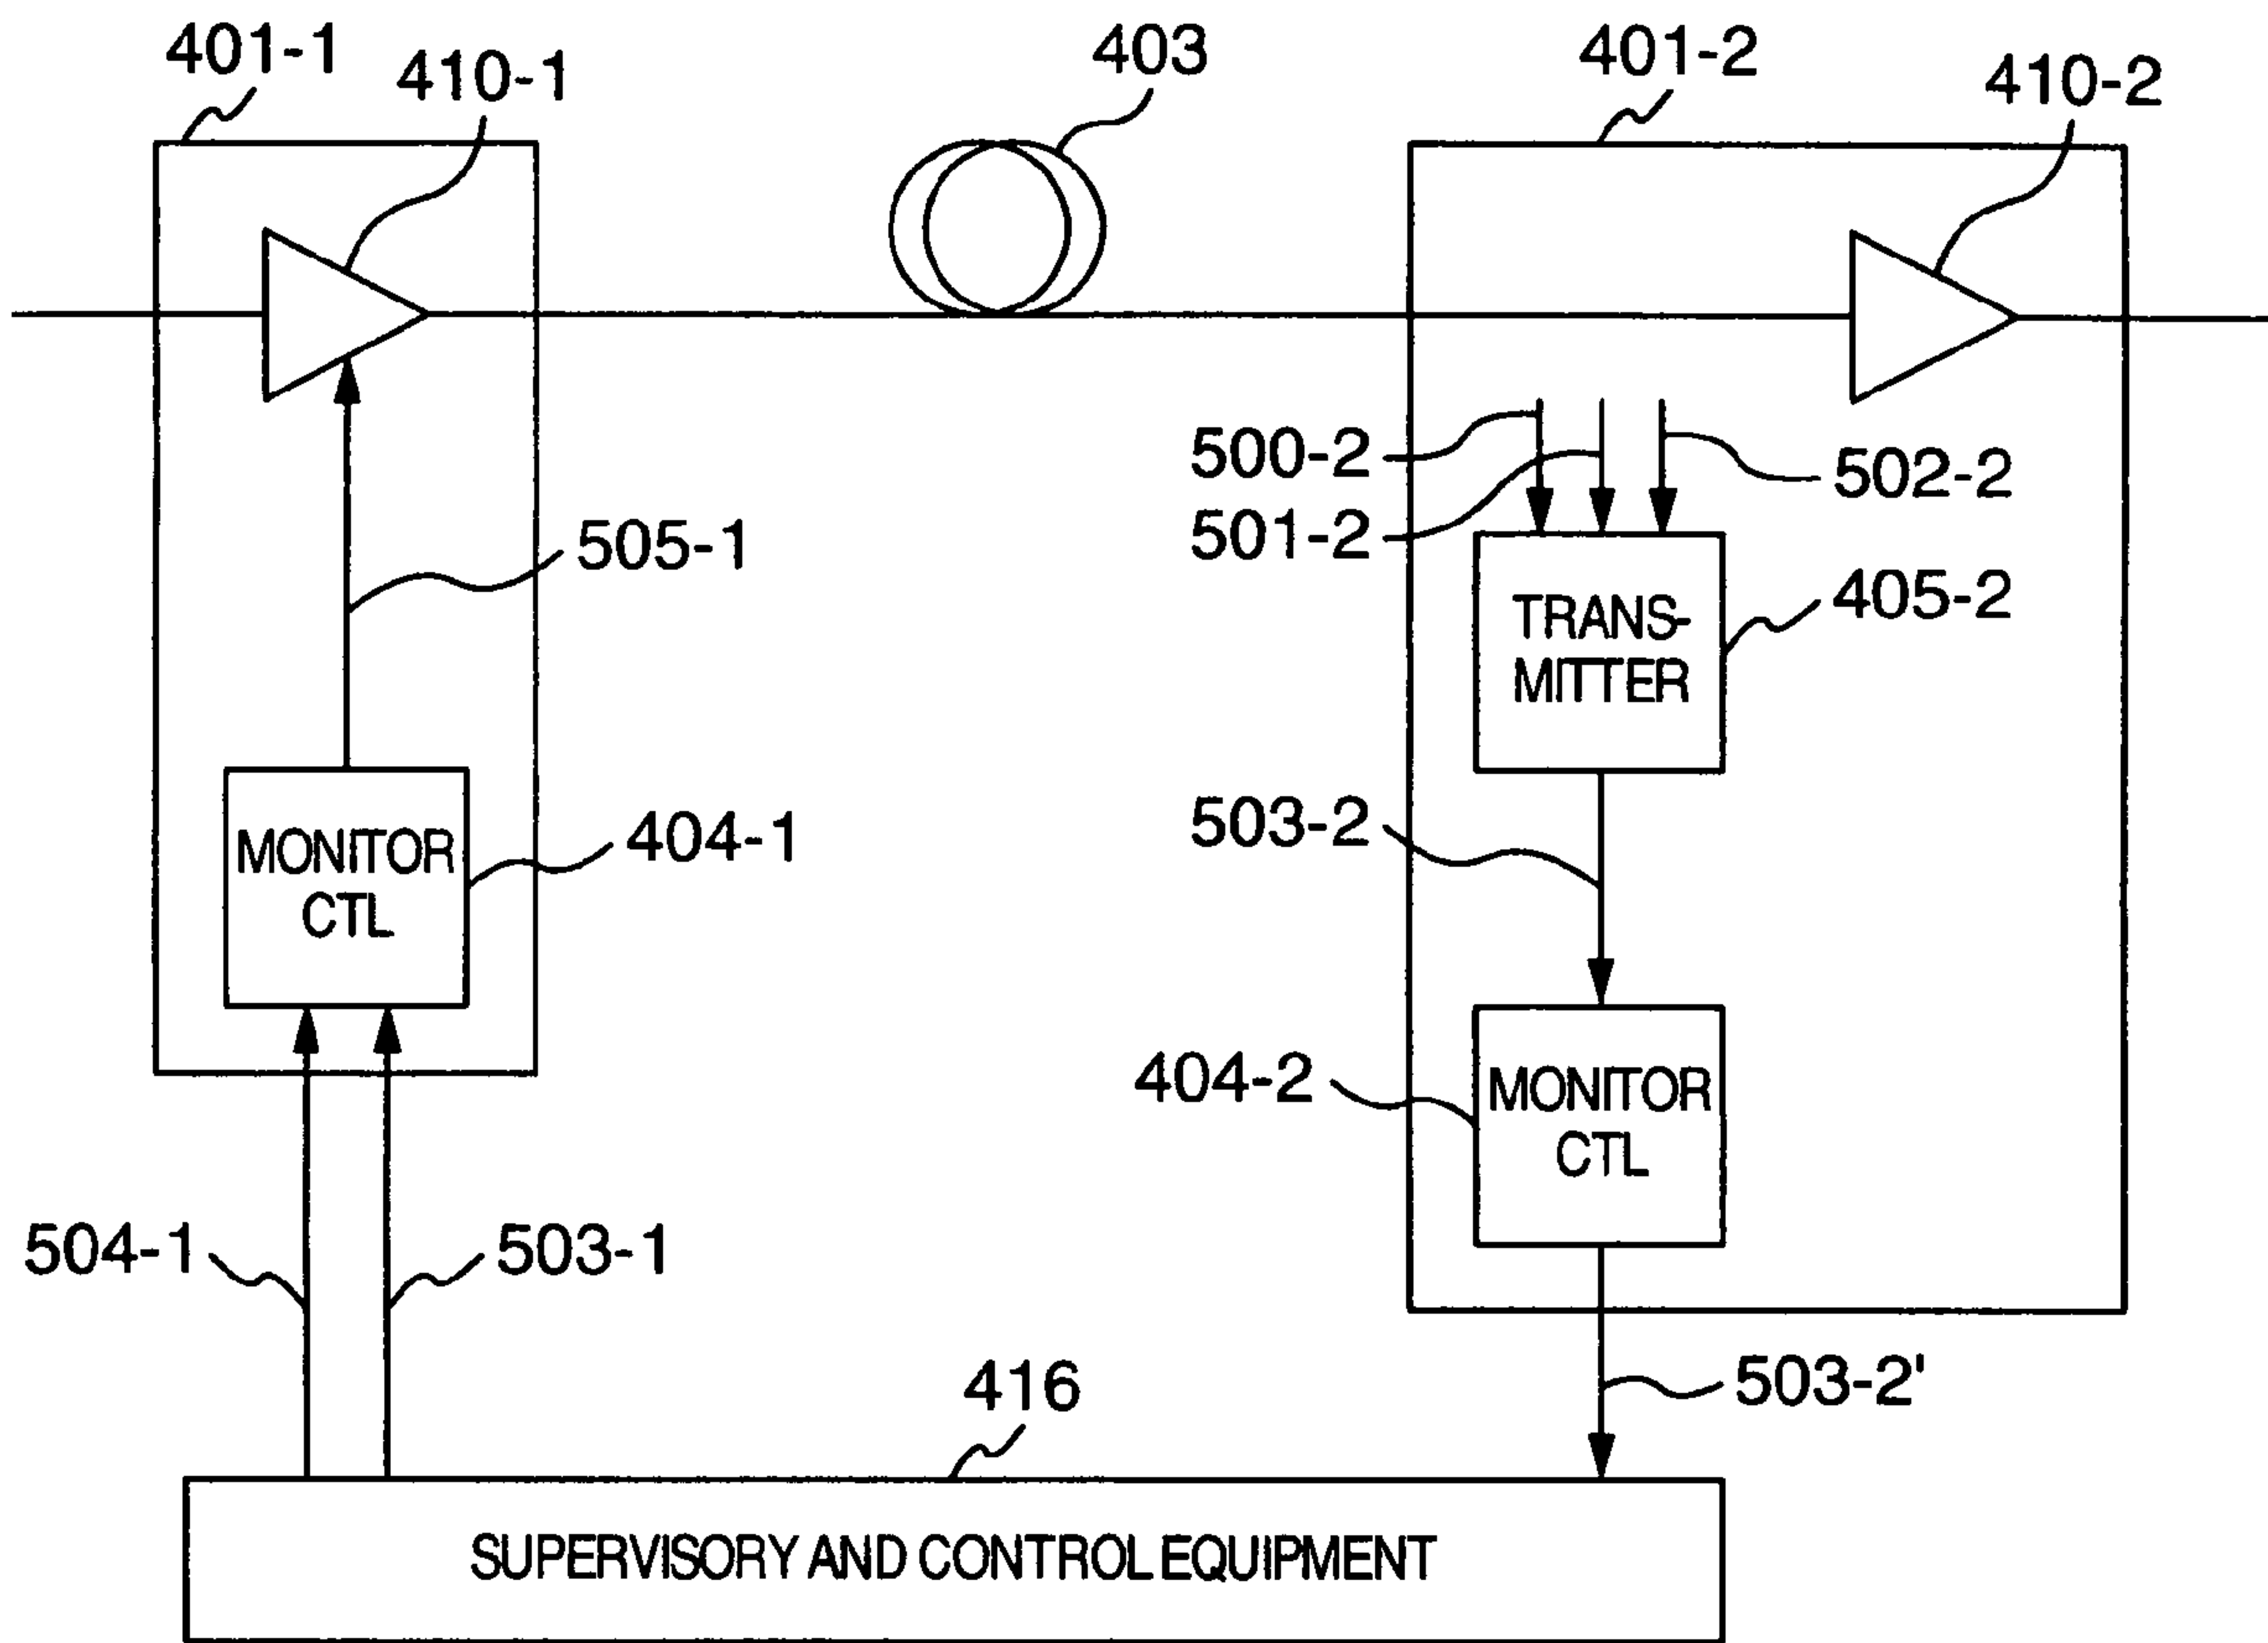 401-1
410-1
403
401-2
410-2
500-2
502-2
501-2
505-1
TRANS-
MITTER
405-2
MONITOR
CTL
404-1
503-2
404-2
MONITOR
CTL
504-1
503-1
503-2'
416
SUPERVISORY AND CONTROL EQUIPMENT